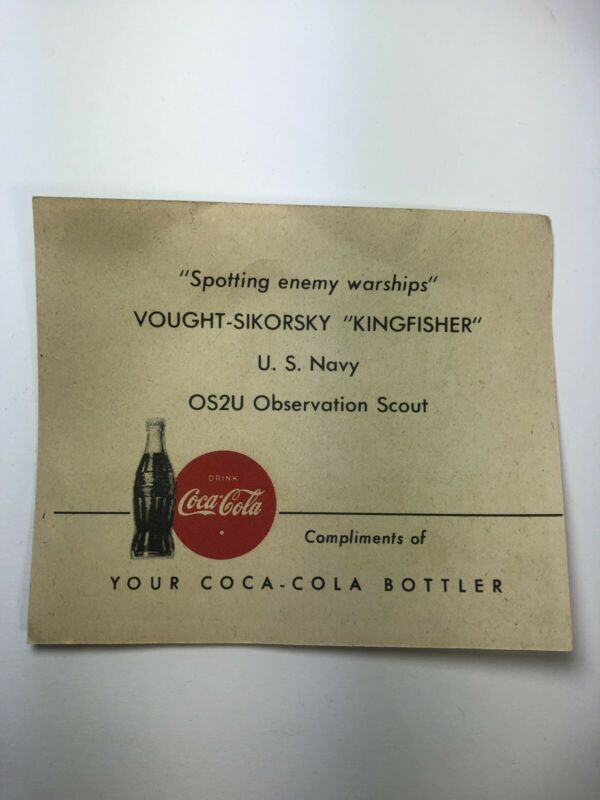 "Spotting enemy warships"
VOUGHT-SIKORSKY "KINGFISHER"
U. S. Navy
OS2U Observation Scout
DRINK
Coca-Cola
Compliments of
YOUR COCA-COLA BOTTLER